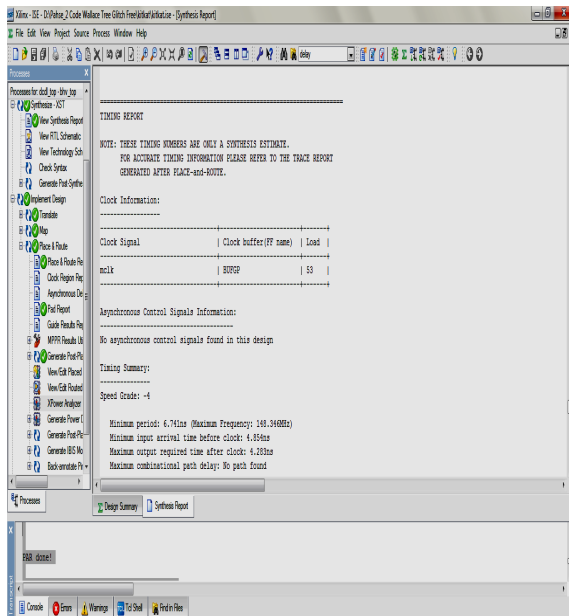 Xilinx - ISE - D:\Pahse_2 Code Wallace Tree Glitch Free\kitkat\kitkat.ise - [Synthesis Report]
File Edit View Project Source Process Window Help
delay
Processes
Processes for: dcdl_top - bhv_top
Synthesize - XST
View Synthesis Report
View RTL Schematic
View Technology Sch
Check Syntax
Generate Post-Synthe
Implement Design
Translate
Map
Place & Route
Place & Route Re
Clock Region Rep
Asynchronous De
Pad Report
Guide Results Rep
MPPR Results Uti
Generate Post-Pla
View/Edit Placed
View/Edit Routed
XPower Analyzer
Generate Power D
Generate Post-Pla
Generate IBIS Mo
Back-annotate Pi
Processes
=====================================================================
TIMING REPORT
NOTE: THESE TIMING NUMBERS ARE ONLY A SYNTHESIS ESTIMATE.
FOR ACCURATE TIMING INFORMATION PLEASE REFER TO THE TRACE REPORT
GENERATED AFTER PLACE-and-ROUTE.
Clock Information:
------------------
-----------------------------------+------------------------+-------+
Clock Signal | Clock buffer(FF name) | Load |
-----------------------------------+------------------------+-------+
mclk | BUFGP | 53 |
-----------------------------------+------------------------+-------+
Asynchronous Control Signals Information:
----------------------------------------
No asynchronous control signals found in this design
Timing Summary:
---------------
Speed Grade: -4
Minimum period: 6.741ns (Maximum Frequency: 148.346MHz)
Minimum input arrival time before clock: 4.854ns
Maximum output required time after clock: 4.283ns
Maximum combinational path delay: No path found
Design Summary
Synthesis Report
PAR done!
Transcript
Console
Errors
Warnings
Tcl Shell
Find in Files